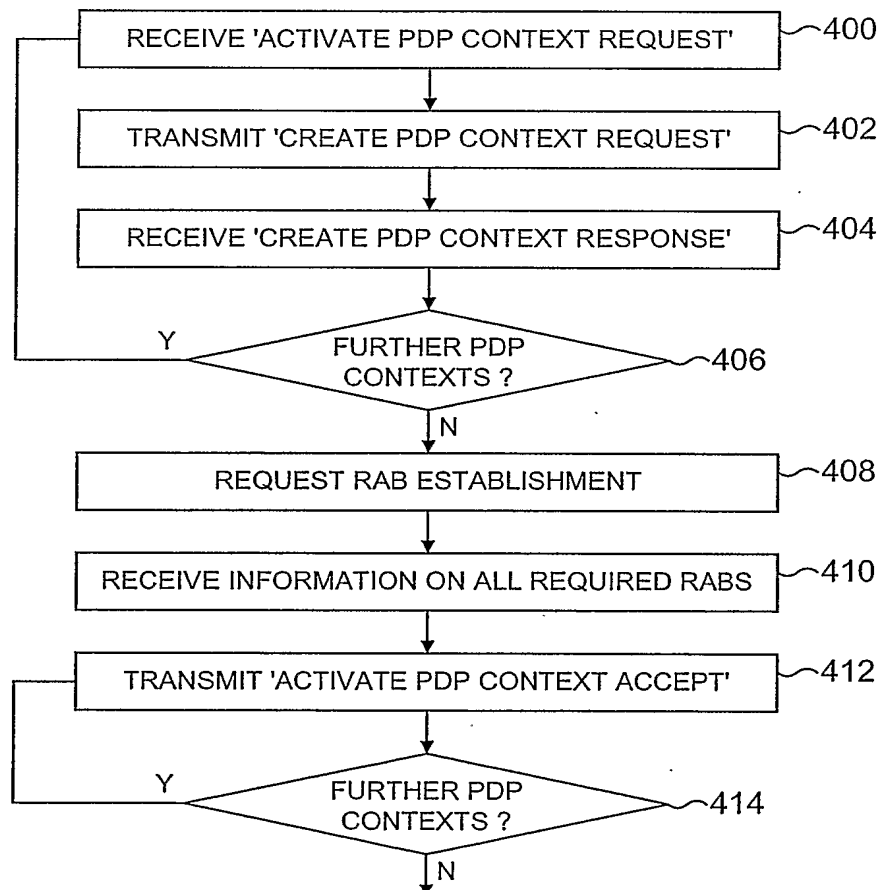 RECEIVE 'ACTIVATE PDP CONTEXT REQUEST' 400
TRANSMIT 'CREATE PDP CONTEXT REQUEST' 402
RECEIVE 'CREATE PDP CONTEXT RESPONSE' 404
Y
FURTHER PDP
CONTEXTS ?
406
N
REQUEST RAB ESTABLISHMENT 408
RECEIVE INFORMATION ON ALL REQUIRED RABS 410
TRANSMIT 'ACTIVATE PDP CONTEXT ACCEPT' 412
Y
FURTHER PDP
CONTEXTS ?
414
N